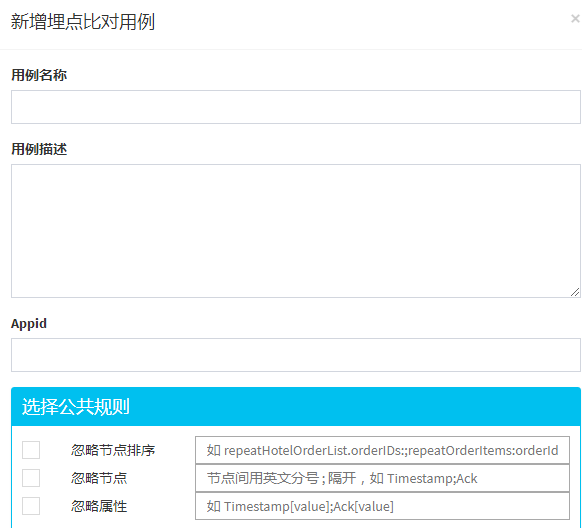 新增埋点比对用例
×
用例名称
用例描述
Appid
选择公共规则
忽略节点排序 如 repeatHotelOrderList.orderIDs:;repeatOrderItems:orderId
忽略节点 节点间用英文分号 ; 隔开，如 Timestamp;Ack
忽略属性 如 Timestamp[value];Ack[value]